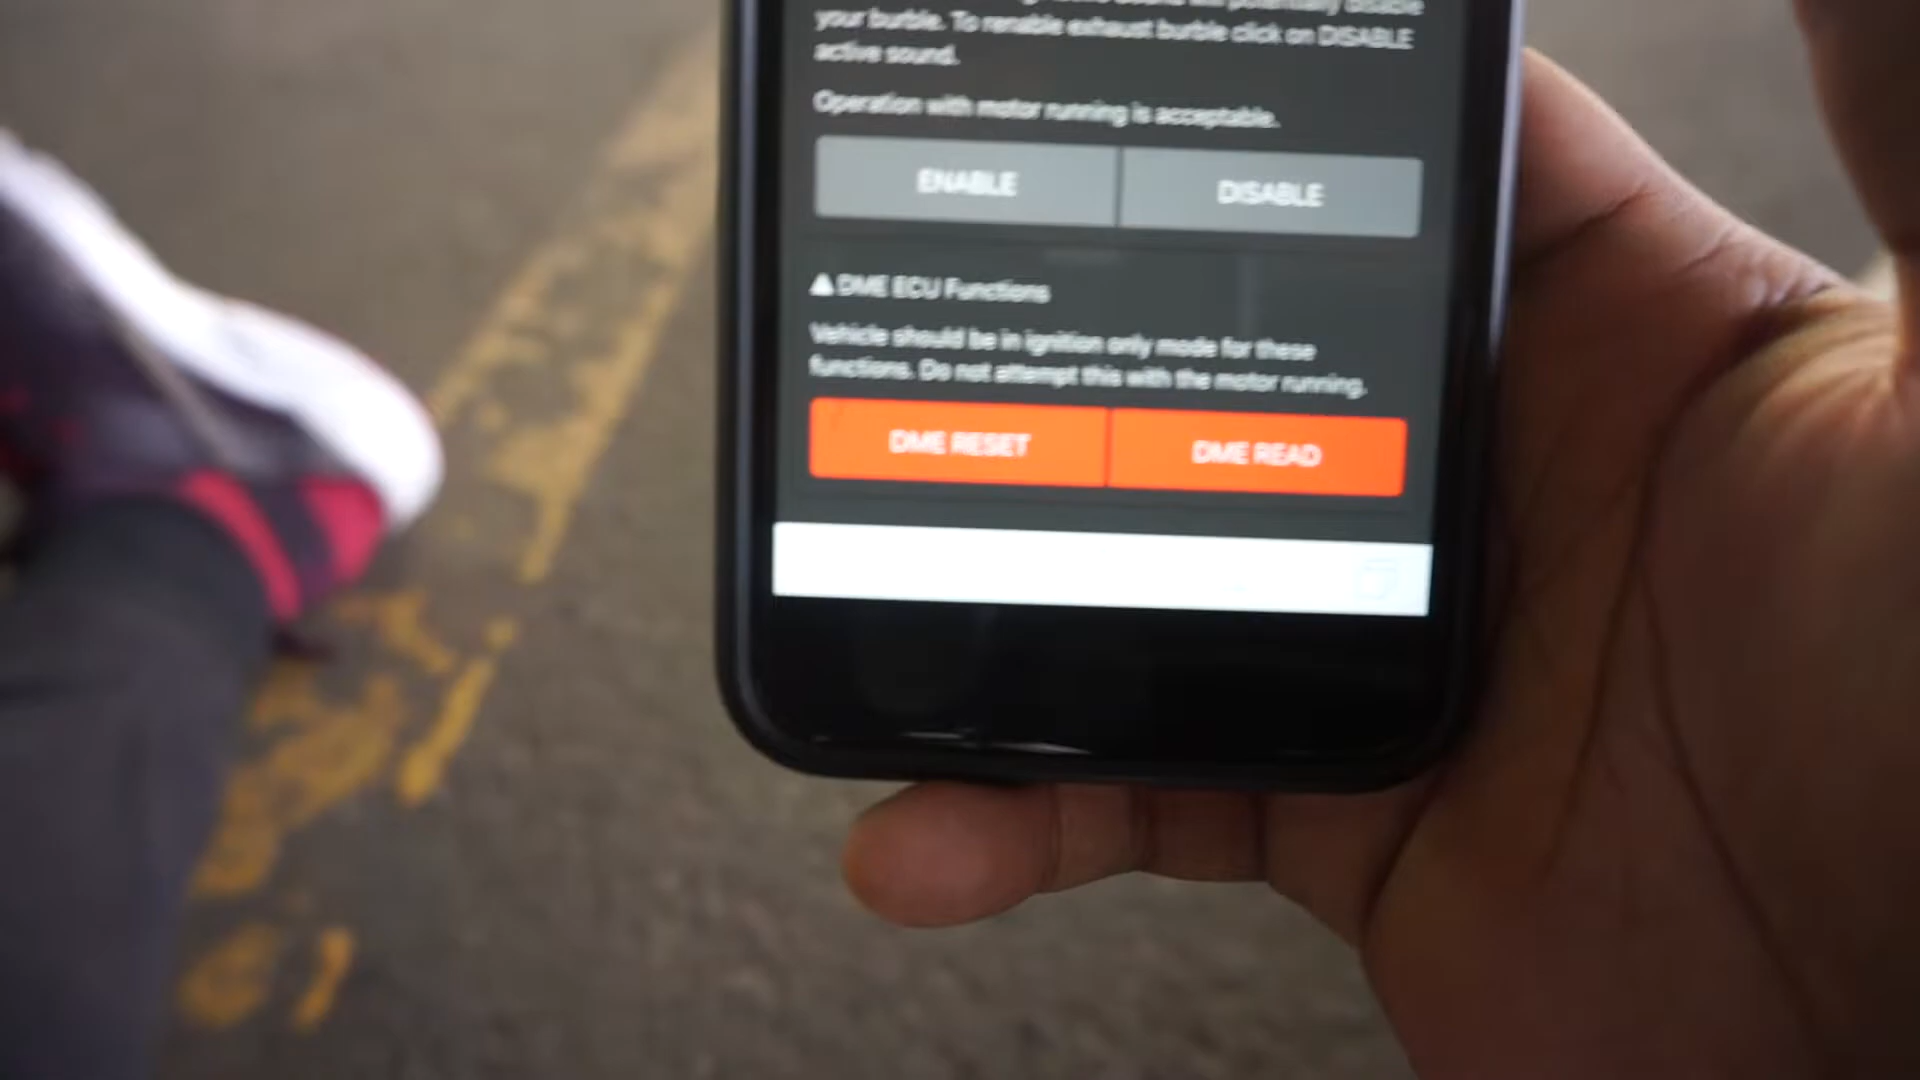 potentially disable
your burble. To renable exhaust burble click on DISABLE
active sound.
Operation with motor running is acceptable.
ENABLE
DISABLE
DME ECU Functions
Vehicle should be in ignition only mode for these
functions. Do not attempt this with the motor running.
DME RESET
DME READ